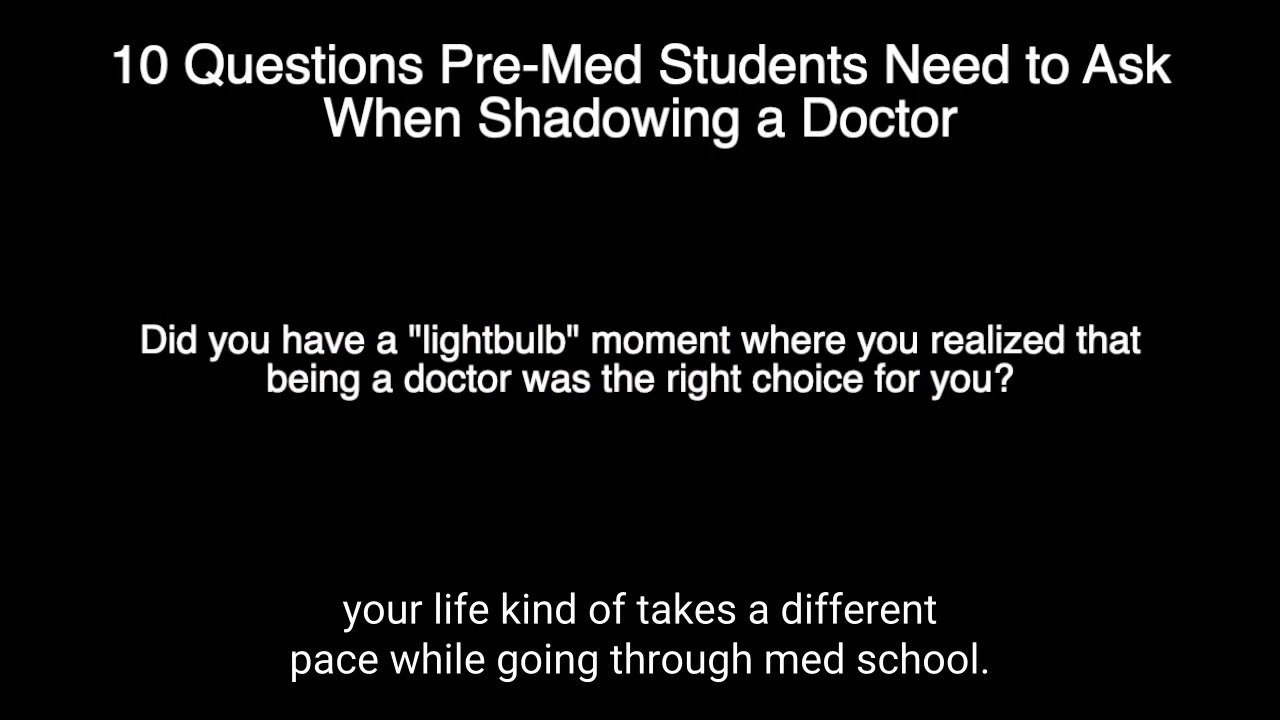 10 Questions Pre-Med Students Need to Ask
When Shadowing a Doctor
Did you have a "lightbulb" moment where you realized that
being a doctor was the right choice for you?
your life kind of takes a different
pace while going through med school.